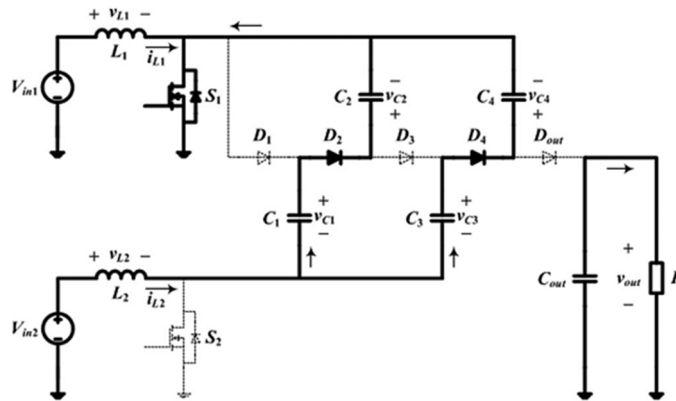 + vL1 −
L1
iL1
Vin1
S1
C2
−
vC2
+
C4
−
vC4
+
D1
D2
D3
D4
Dout
C1
+
vC1
−
C3
+
vC3
−
+ vL2 −
L2
iL2
Vin2
S2
Cout
+
vout
−